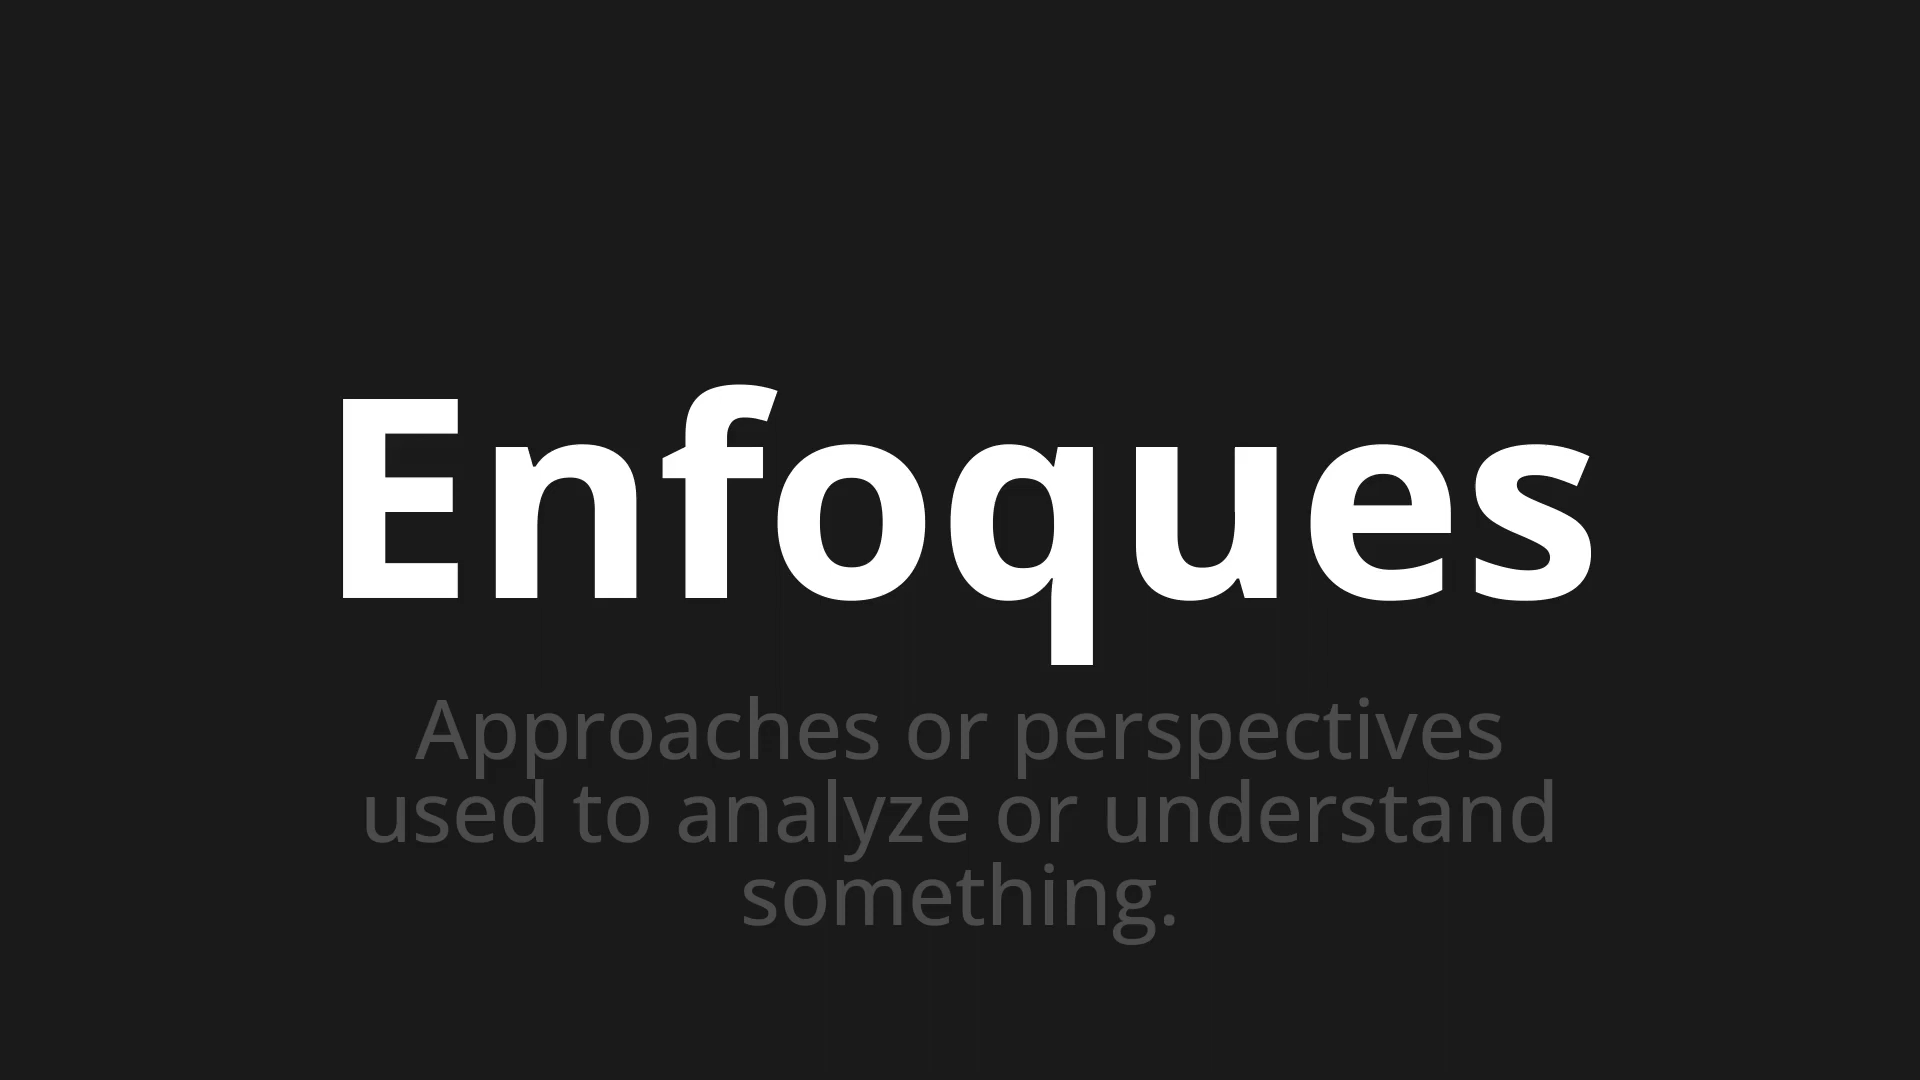 Enfoques
Approaches or perspectives
used to analyze or understand
something.